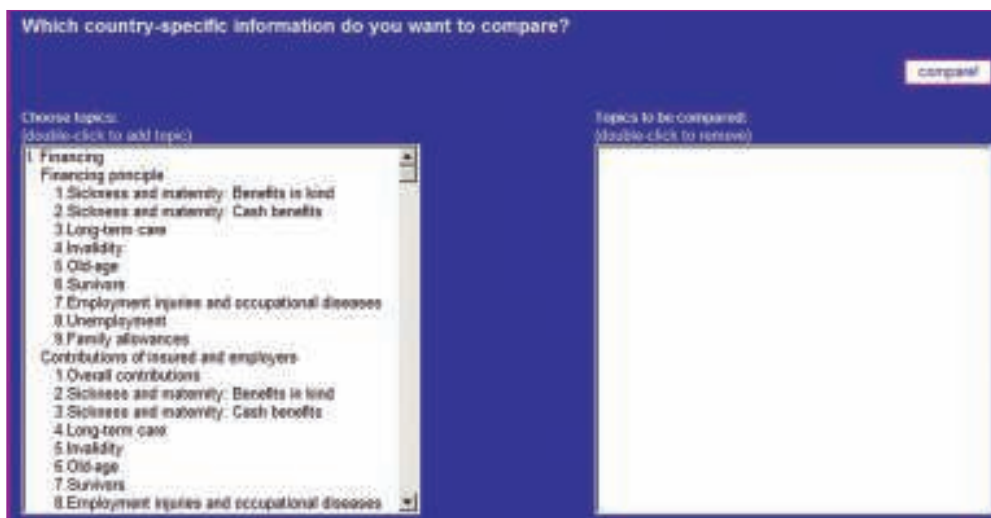 Which country-specific information do you want to compare?
compare!
Choose topics:
(double-click to add topic)
I. Financing
Financing principle
1.Sickness and maternity: Benefits in kind
2.Sickness and maternity: Cash benefits
3.Long-term care
4.Invalidity
5.Old-age
6.Survivors
7.Employment injuries and occupational diseases
8.Unemployment
9.Family allowances
Contributions of insured and employers
1.Overall contributions
2.Sickness and maternity: Benefits in kind
3.Sickness and maternity: Cash benefits
4.Long-term care
5.Invalidity
6.Old-age
7.Survivors
8.Employment injuries and occupational diseases
Topics to be compared:
(double-click to remove)